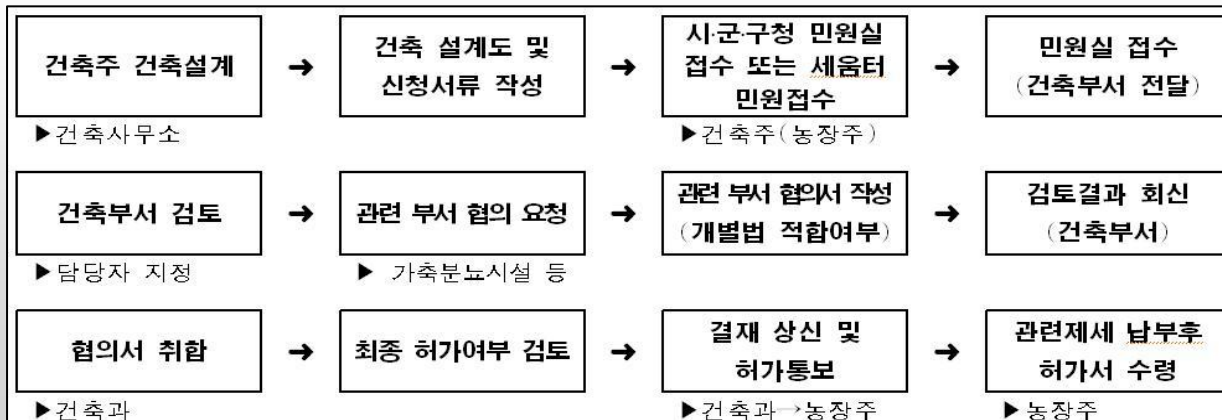 건축주 건축설계 → 건축 설계도 및 신청서류 작성 → 시·군·구청 민원실 접수 또는 세움터 민원접수 → 민원실 접수 (건축부서 전달)
▶건축사무소 ▶건축주(농장주)
건축부서 검토 → 관련 부서 협의 요청 → 관련 부서 협의서 작성 (개별법 적합여부) → 검토결과 회신 (건축부서)
▶담당자 지정 ▶ 가축분뇨시설 등
협의서 취합 → 최종 허가여부 검토 → 결재 상신 및 허가통보 → 관련제세 납부후 허가서 수령
▶건축과 ▶건축과→농장주 ▶농장주